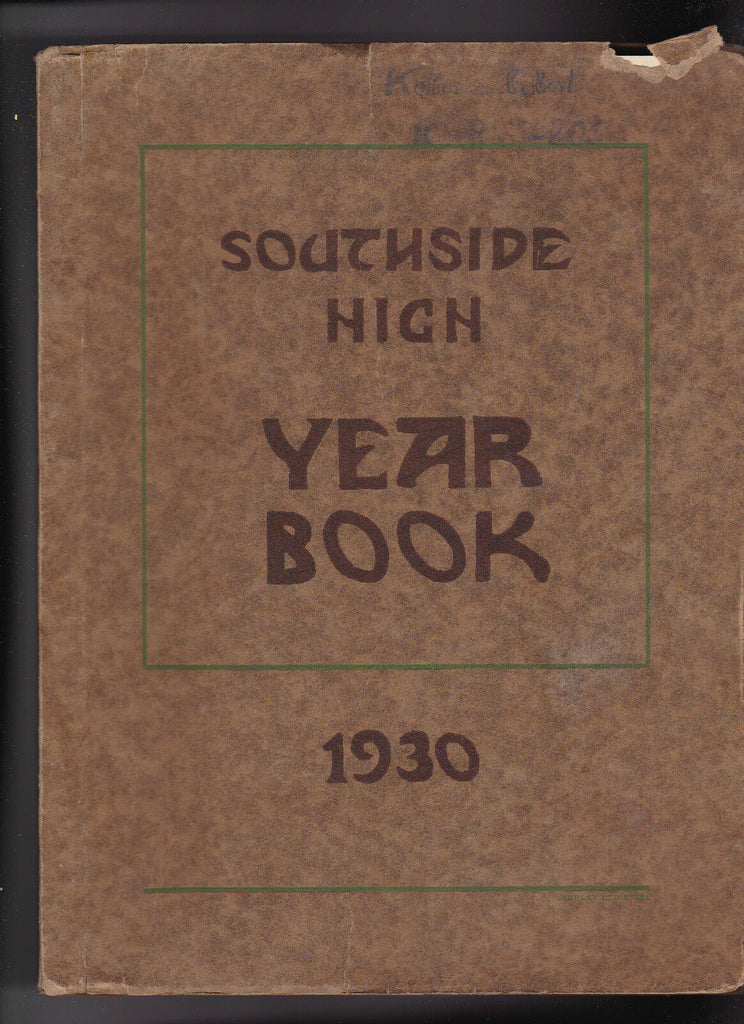 SOUTHSIDE
HIGH
YEAR
BOOK
1930